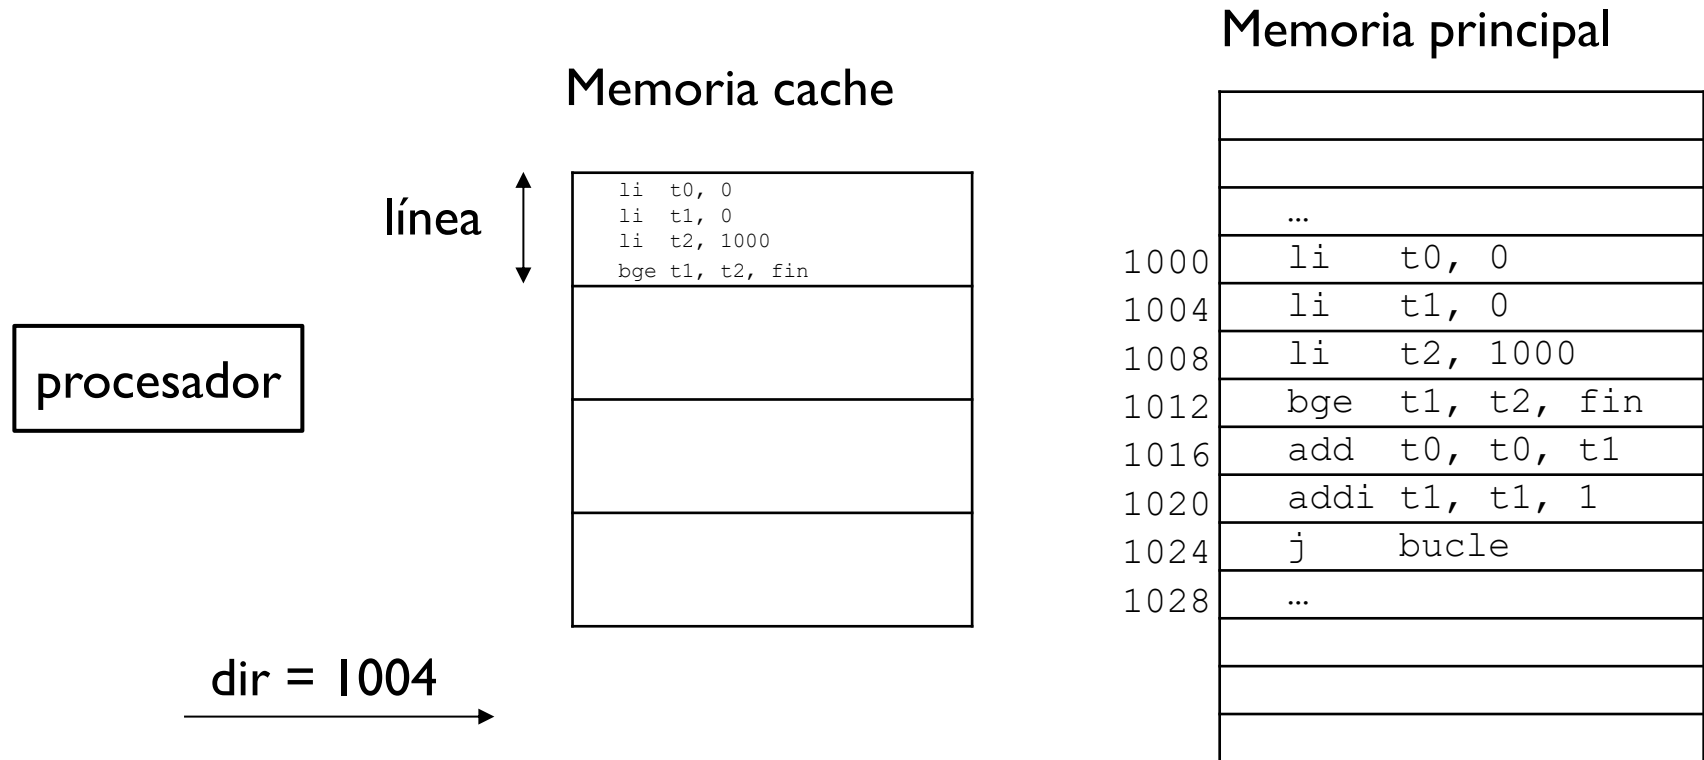 Memoria principal
Memoria cache
línea
li t0, 0
li t1, 0
li t2, 1000
bge t1, t2, fin
procesador
dir = 1004
…
1000 li t0, 0
1004 li t1, 0
1008 li t2, 1000
1012 bge t1, t2, fin
1016 add t0, t0, t1
1020 addi t1, t1, 1
1024 j bucle
1028 …